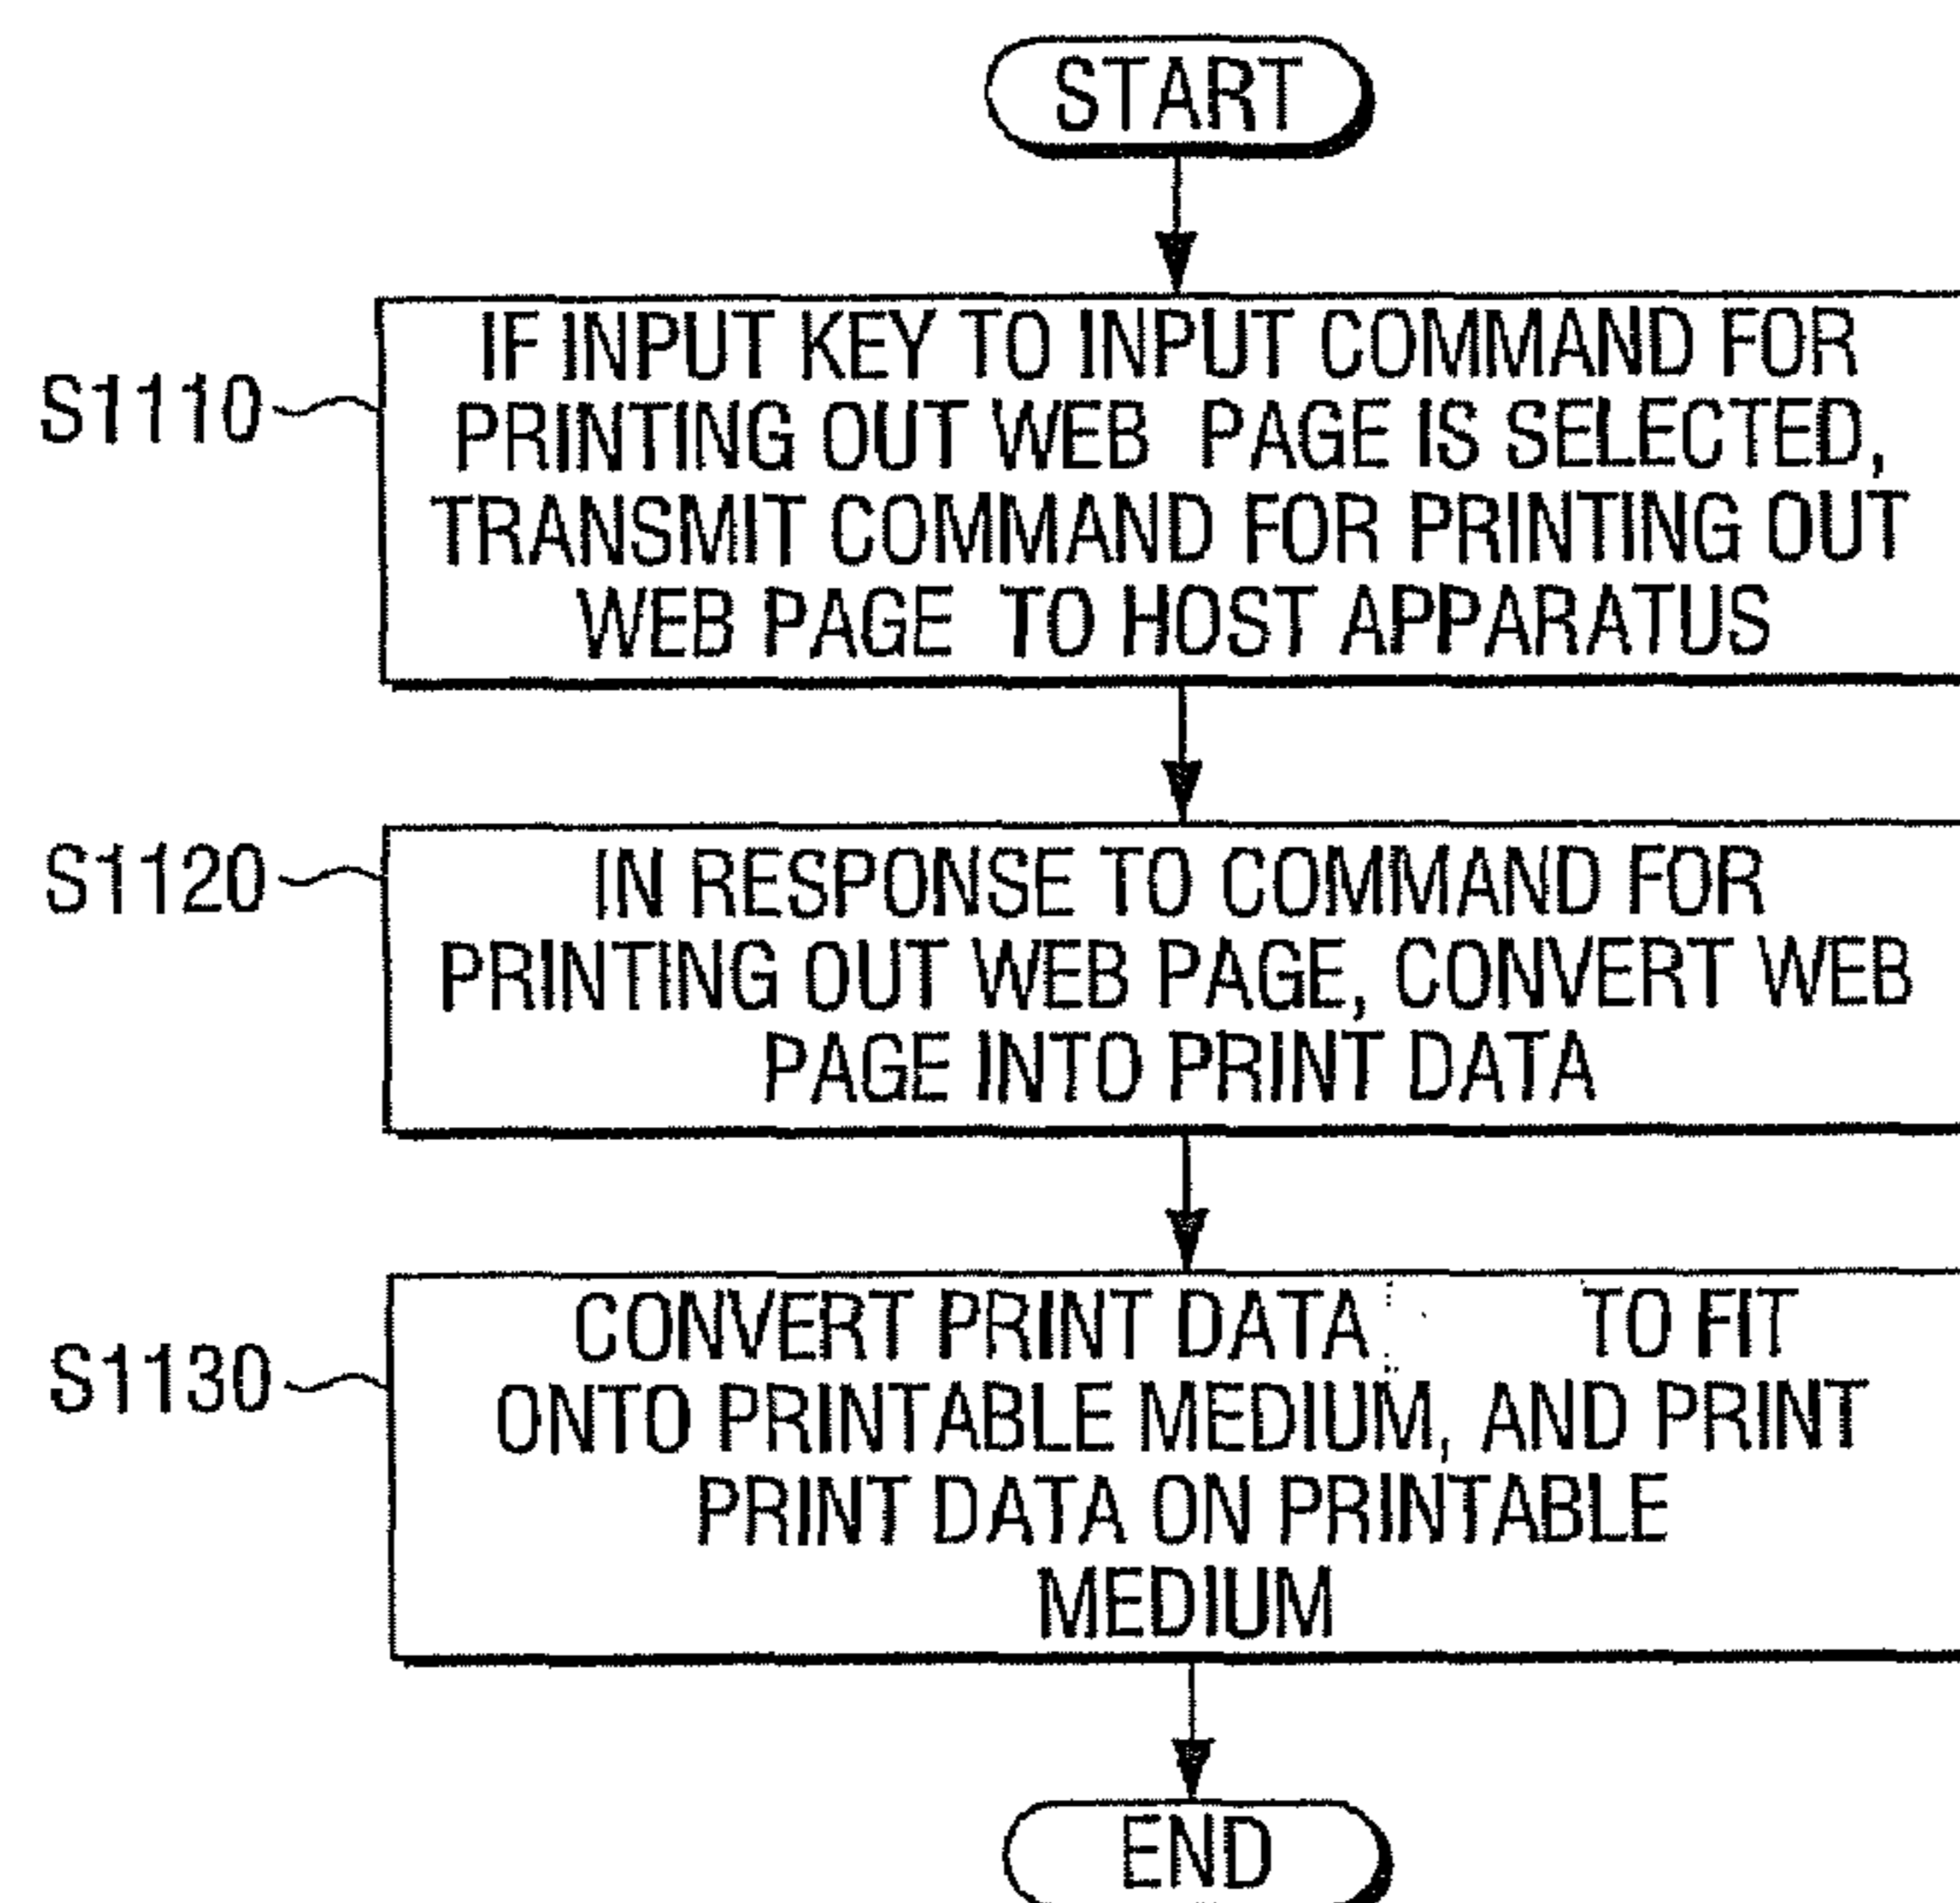 START
S1110
IF INPUT KEY TO INPUT COMMAND FOR
PRINTING OUT WEB PAGE IS SELECTED,
TRANSMIT COMMAND FOR PRINTING OUT
WEB PAGE TO HOST APPARATUS
S1120
IN RESPONSE TO COMMAND FOR
PRINTING OUT WEB PAGE, CONVERT WEB
PAGE INTO PRINT DATA
S1130
CONVERT PRINT DATA TO FIT
ONTO PRINTABLE MEDIUM, AND PRINT
PRINT DATA ON PRINTABLE
MEDIUM
END